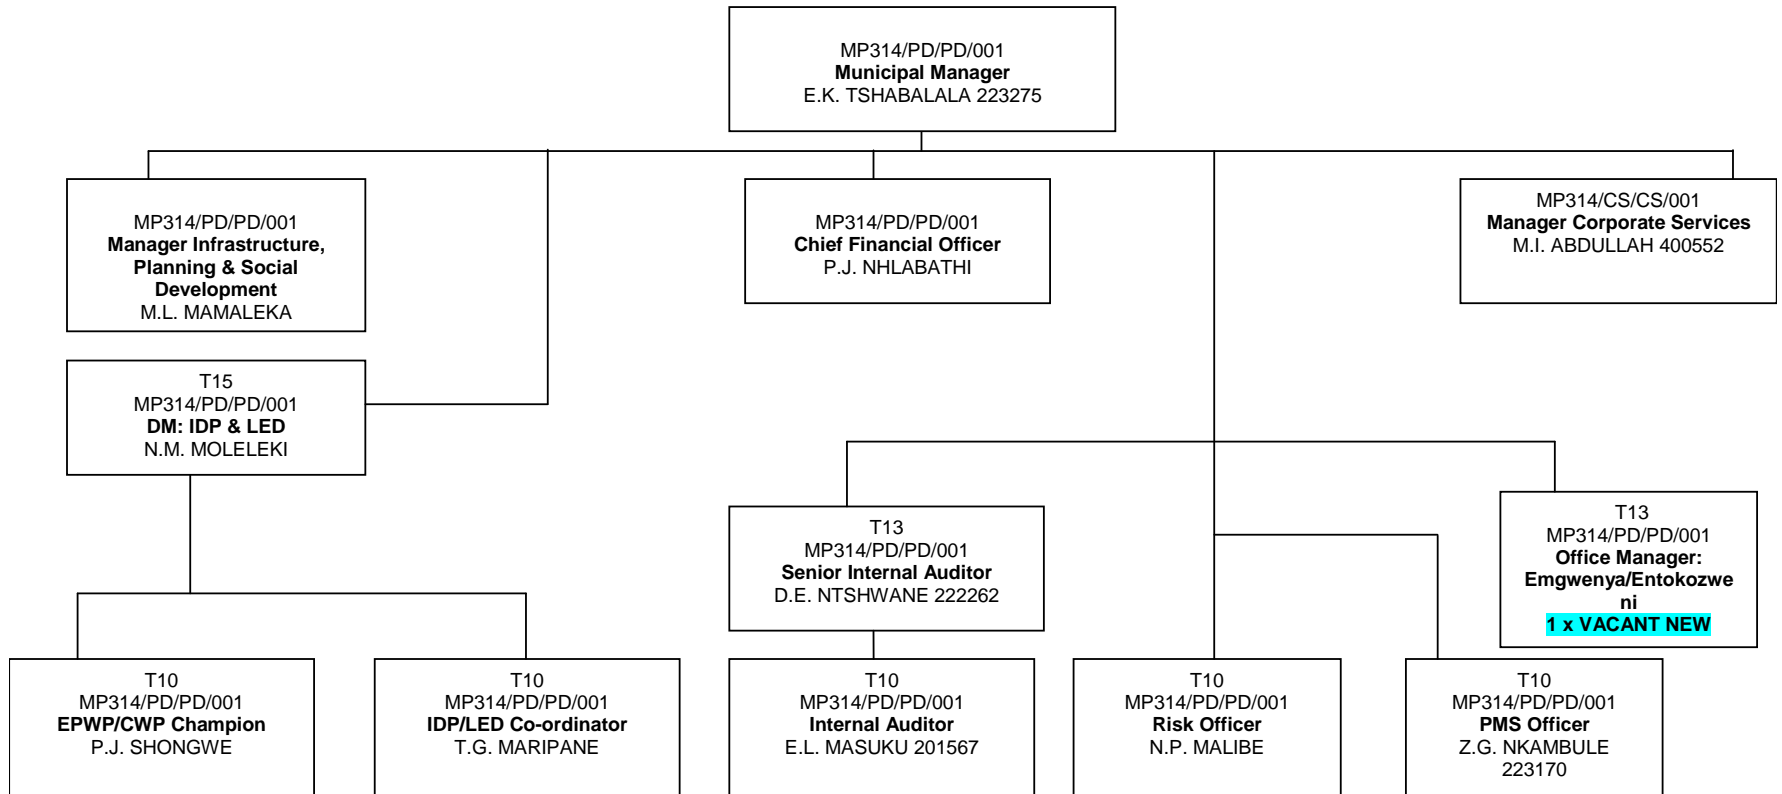 MP314/PD/PD/001
Municipal Manager
E.K. TSHABALALA 223275
MP314/PD/PD/001
Manager Infrastructure,
Planning & Social
Development
M.L. MAMALEKA
MP314/PD/PD/001
Chief Financial Officer
P.J. NHLABATHI
MP314/CS/CS/001
Manager Corporate Services
M.I. ABDULLAH 400552
T15
MP314/PD/PD/001
DM: IDP & LED
N.M. MOLELEKI
T13
MP314/PD/PD/001
Senior Internal Auditor
D.E. NTSHWANE 222262
T13
MP314/PD/PD/001
Office Manager:
Emgwenya/Entokozwe
ni
1 x VACANT NEW
T10
MP314/PD/PD/001
EPWP/CWP Champion
P.J. SHONGWE
T10
MP314/PD/PD/001
IDP/LED Co-ordinator
T.G. MARIPANE
T10
MP314/PD/PD/001
Internal Auditor
E.L. MASUKU 201567
T10
MP314/PD/PD/001
Risk Officer
N.P. MALIBE
T10
MP314/PD/PD/001
PMS Officer
Z.G. NKAMBULE
223170